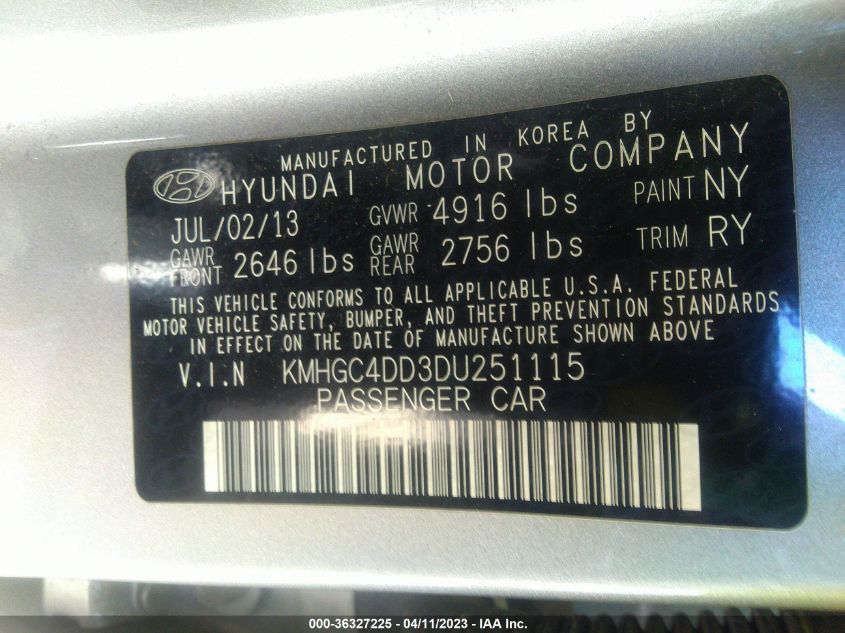 MANUFACTURED IN KOREA BY
HYUNDAI MOTOR COMPANY
JUL/02/13 GVWR 4916 lbs PAINT NY
GAWR FRONT 2646 lbs GAWR REAR 2756 lbs TRIM RY
THIS VEHICLE CONFORMS TO ALL APPLICABLE U.S.A. FEDERAL
MOTOR VEHICLE SAFETY, BUMPER, AND THEFT PREVENTION STANDARDS
IN EFFECT ON THE DATE OF MANUFACTURE SHOWN ABOVE
V.I.N KMHGC4DD3DU251115
PASSENGER CAR
000-36327225 - 04/11/2023 - IAA Inc.